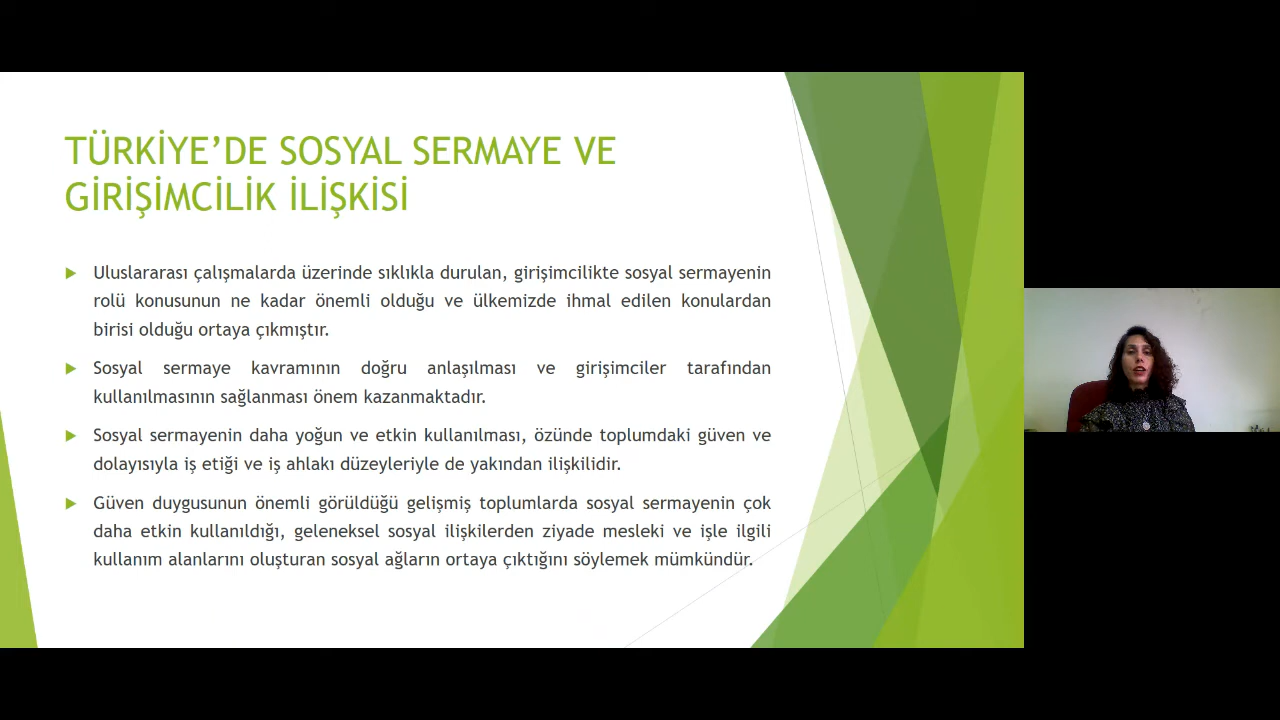 TÜRKİYE’DE SOSYAL SERMAYE VE
GİRİŞİMCİLİK İLİŞKİSİ
Uluslararası çalışmalarda üzerinde sıklıkla durulan, girişimcilikte sosyal sermayenin
rolü konusunun ne kadar önemli olduğu ve ülkemizde ihmal edilen konulardan
birisi olduğu ortaya çıkmıştır.
Sosyal sermaye kavramının doğru anlaşılması ve girişimciler tarafından
kullanılmasının sağlanması önem kazanmaktadır.
Sosyal sermayenin daha yoğun ve etkin kullanılması, özünde toplumdaki güven ve
dolayısıyla iş etiği ve iş ahlakı düzeyleriyle de yakından ilişkilidir.
Güven duygusunun önemli görüldüğü gelişmiş toplumlarda sosyal sermayenin çok
daha etkin kullanıldığı, geleneksel sosyal ilişkilerden ziyade mesleki ve işle ilgili
kullanım alanlarını oluşturan sosyal ağların ortaya çıktığını söylemek mümkündür.